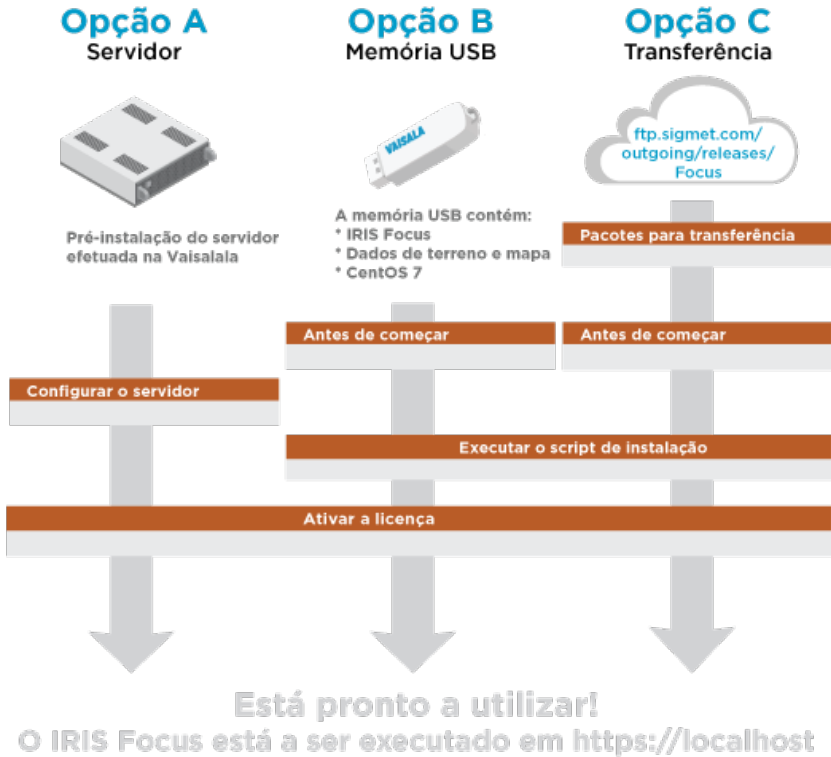 Opção A
Servidor
Opção B
Memória USB
Opção C
Transferência
VAISALA
ftp.sigmet.com/
outgoing/releases/
Focus
Pré-instalação do servidor
efetuada na Vaisalala
A memória USB contém:
* IRIS Focus
* Dados de terreno e mapa
* CentOS 7
Pacotes para transferência
Antes de começar
Antes de começar
Configurar o servidor
Executar o script de instalação
Ativar a licença
Está pronto a utilizar!
O IRIS Focus está a ser executado em https://localhost